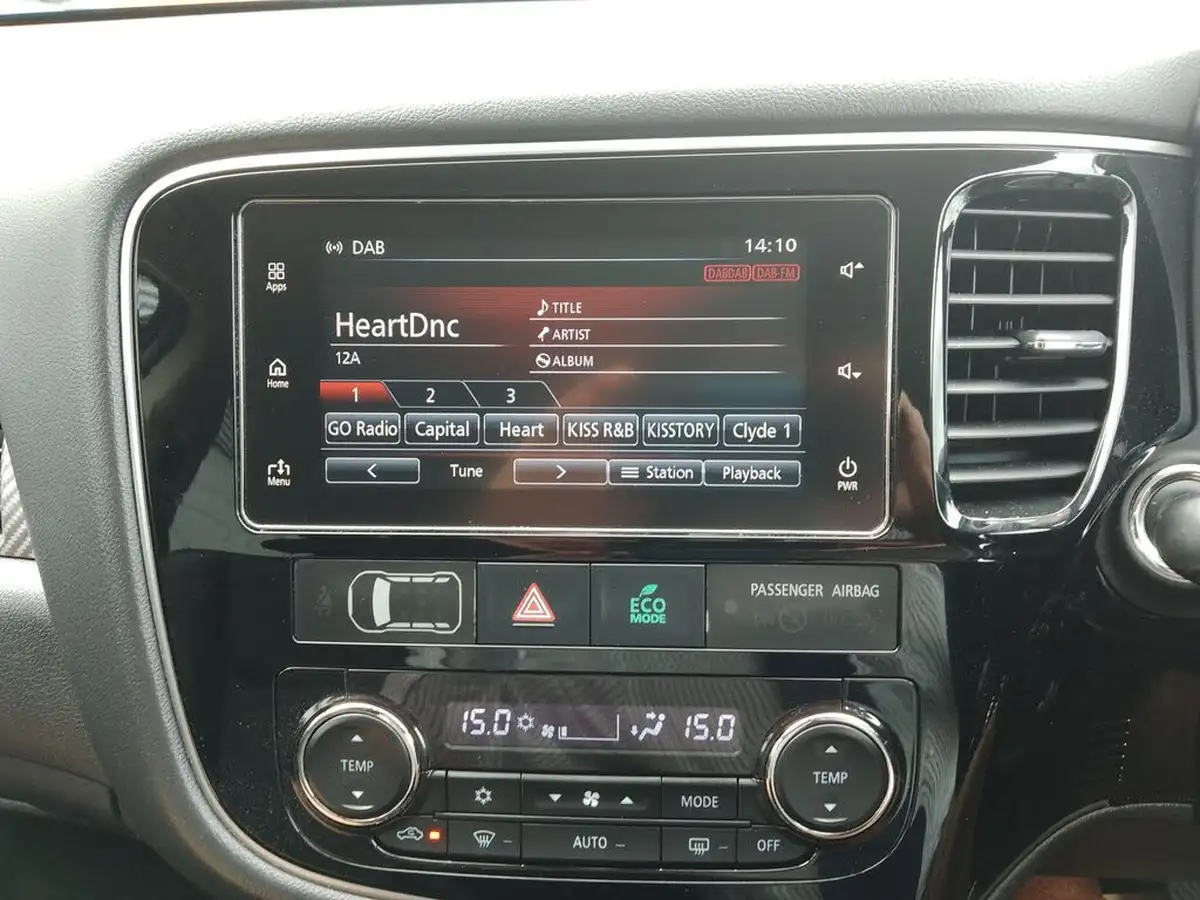 DAB 14:10
DABDAB DAB-FM
Apps
HeartDnc
TITLE
ARTIST
12A
ALBUM
Home
1 2 3
GO Radio Capital Heart KISS R&B KISSTORY Clyde 1
< Tune > Station Playback
Menu
PWR
ECO
MODE
PASSENGER AIRBAG
15.0 15.0
TEMP
TEMP
MODE
AUTO
OFF